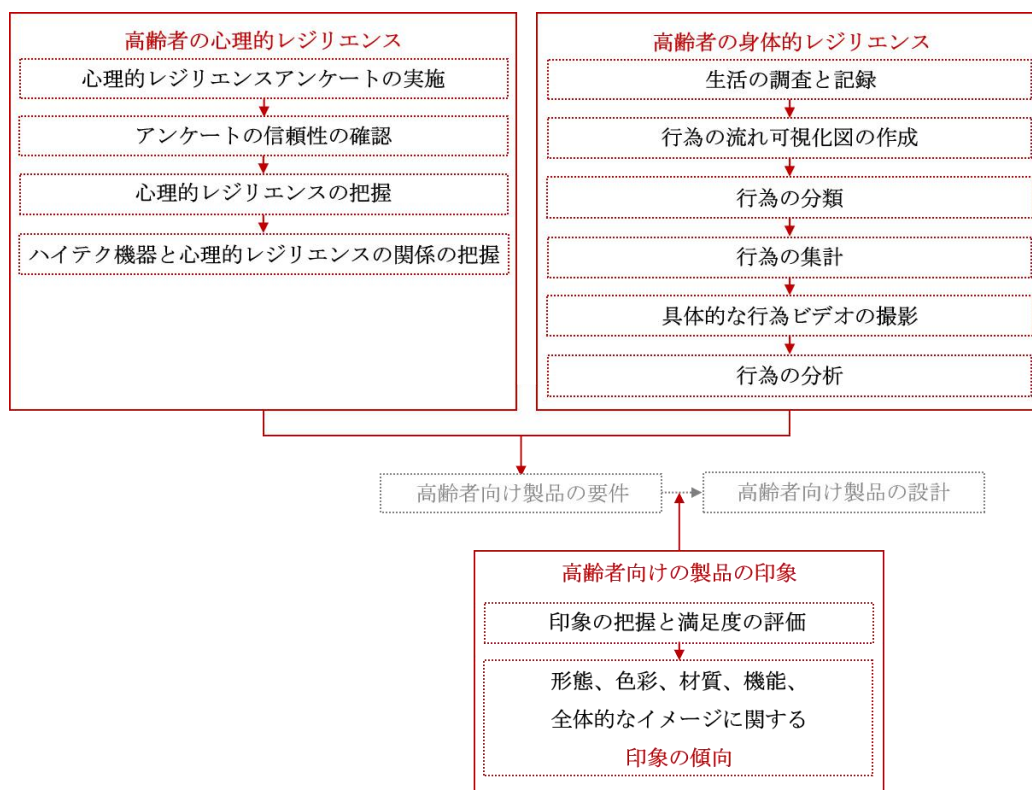 高齢者の心理的レジリエンス
心理的レジリエンスアンケートの実施
アンケートの信頼性の確認
心理的レジリエンスの把握
ハイテク機器と心理的レジリエンスの関係の把握
高齢者の身体的レジリエンス
生活の調査と記録
行為の流れ可視化図の作成
行為の分類
行為の集計
具体的な行為ビデオの撮影
行為の分析
高齢者向け製品の要件
高齢者向け製品の設計
高齢者向けの製品の印象
印象の把握と満足度の評価
形態、色彩、材質、機能、
全体的なイメージに関する
印象の傾向